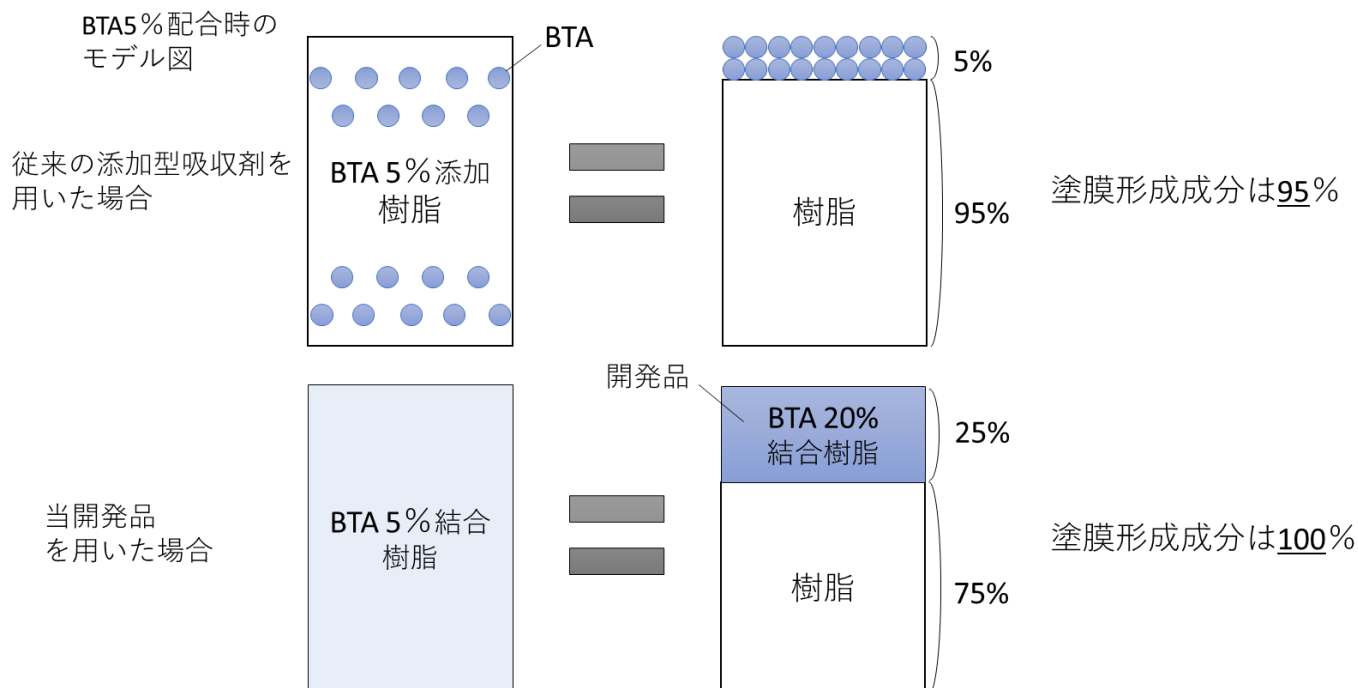 BTA5％配合時の
モデル図
BTA
5%
従来の添加型吸収剤を
用いた場合
BTA 5％添加
樹脂
樹脂
95%
塗膜形成成分は95％
開発品
BTA 20%
結合樹脂
25%
当開発品
を用いた場合
BTA 5％結合
樹脂
樹脂
75%
塗膜形成成分は100％